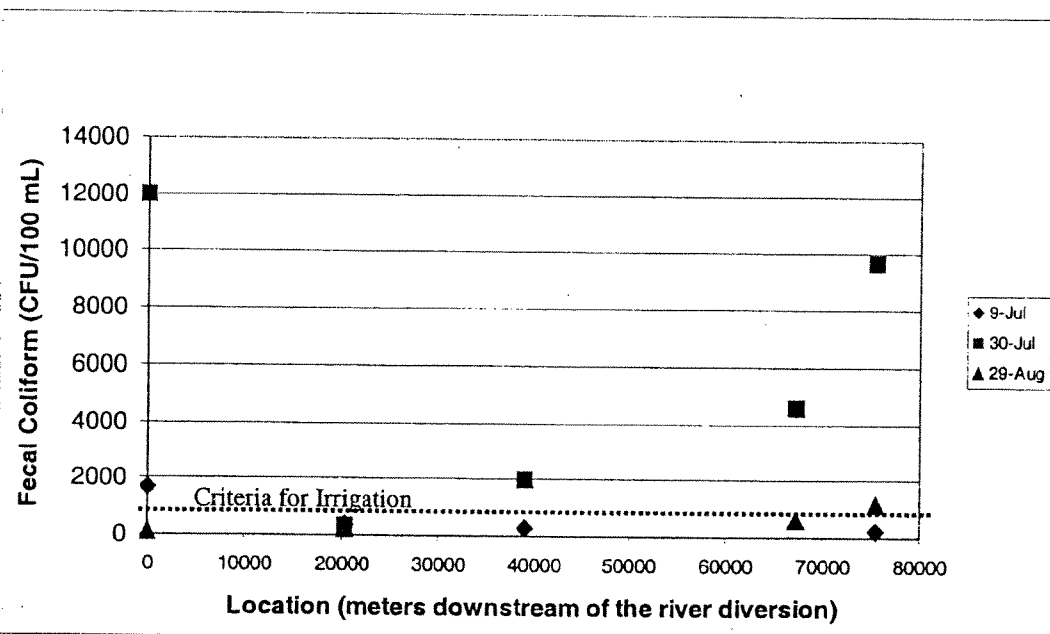 14000
12000
10000
8000
6000
4000
2000
0
Fecal Coliform (CFU/100 mL)
Criteria for Irrigation
0 10000 20000 30000 40000 50000 60000 70000 80000
Location (meters downstream of the river diversion)
9-Jul
30-Jul
29-Aug